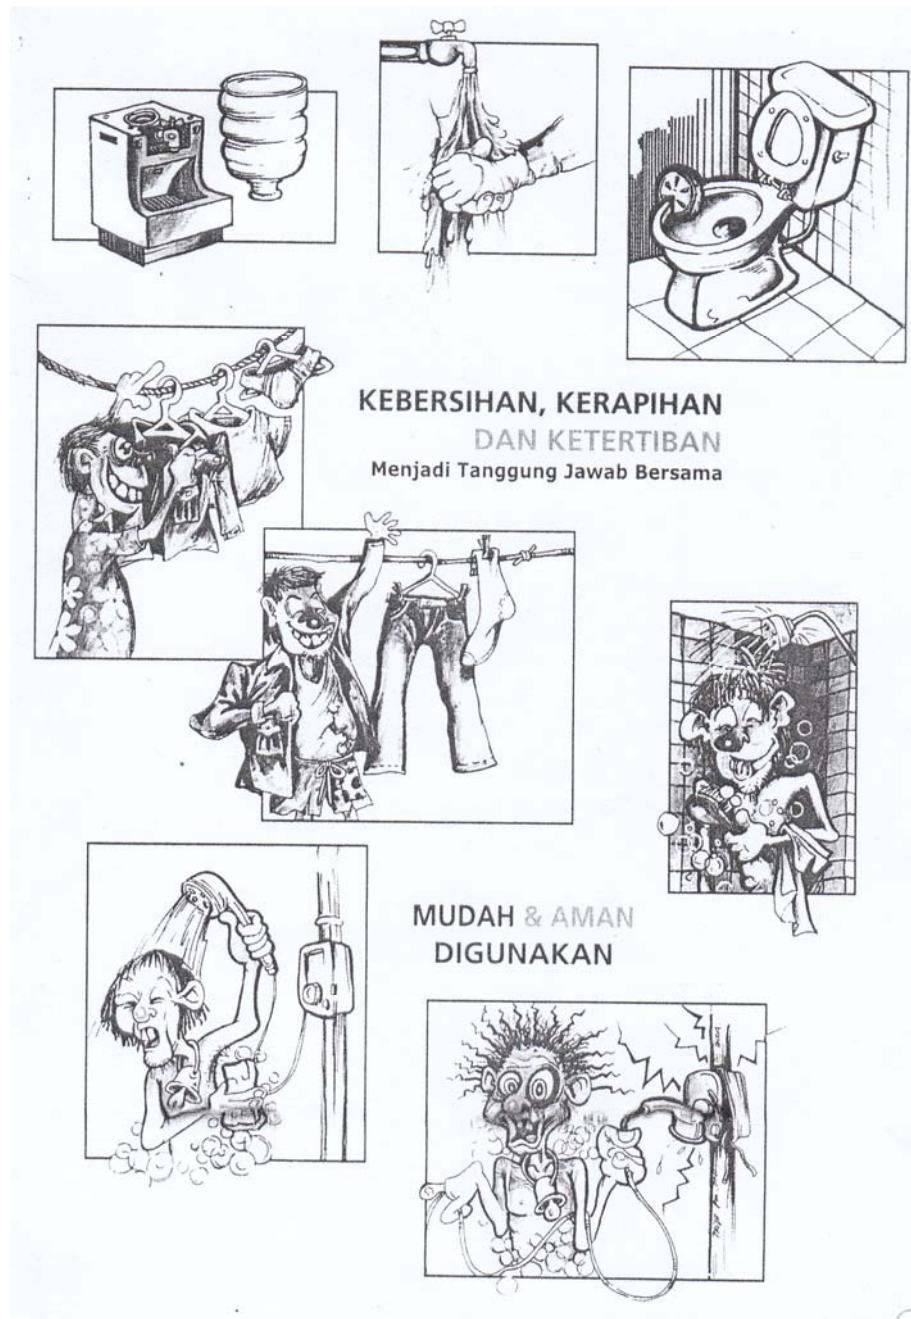 KEBERSIHAN, KERAPIHAN
DAN KETERTIBAN
Menjadi Tanggung Jawab Bersama
MUDAH & AMAN
DIGUNAKAN